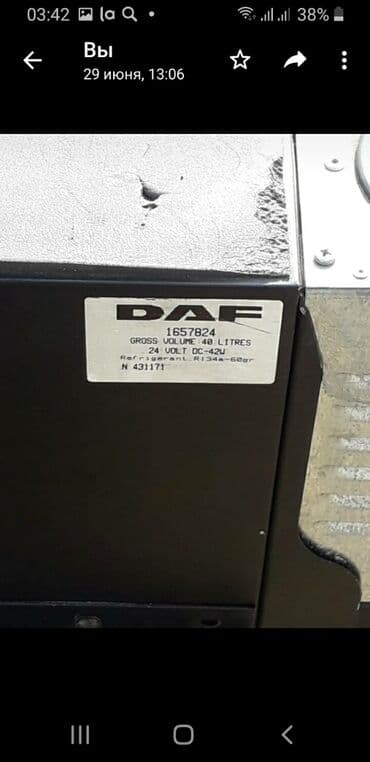 03:42 38%
Вы
29 июня, 13:06
DAF
1657824
GROSS VOLUME:40 LITRES
24 VOLT DC-42W
Refrigerant.R134a-60gr
N 431171